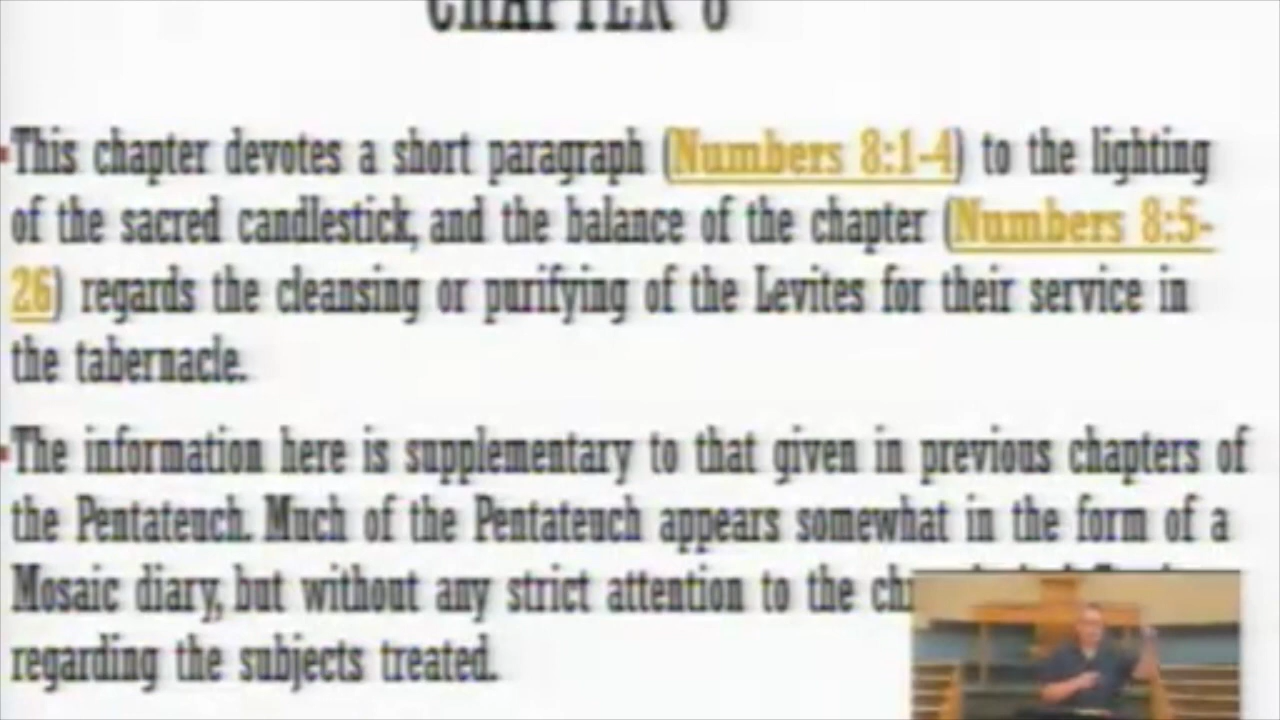 CHAPTER 8
This chapter devotes a short paragraph (Numbers 8:1-4) to the lighting
of the sacred candlestick, and the balance of the chapter (Numbers 8:5-
26) regards the cleansing or purifying of the Levites for their service in
the tabernacle.
The information here is supplementary to that given in previous chapters of
the Pentateuch. Much of the Pentateuch appears somewhat in the form of a
Mosaic diary, but without any strict attention to the
regarding the subjects treated.